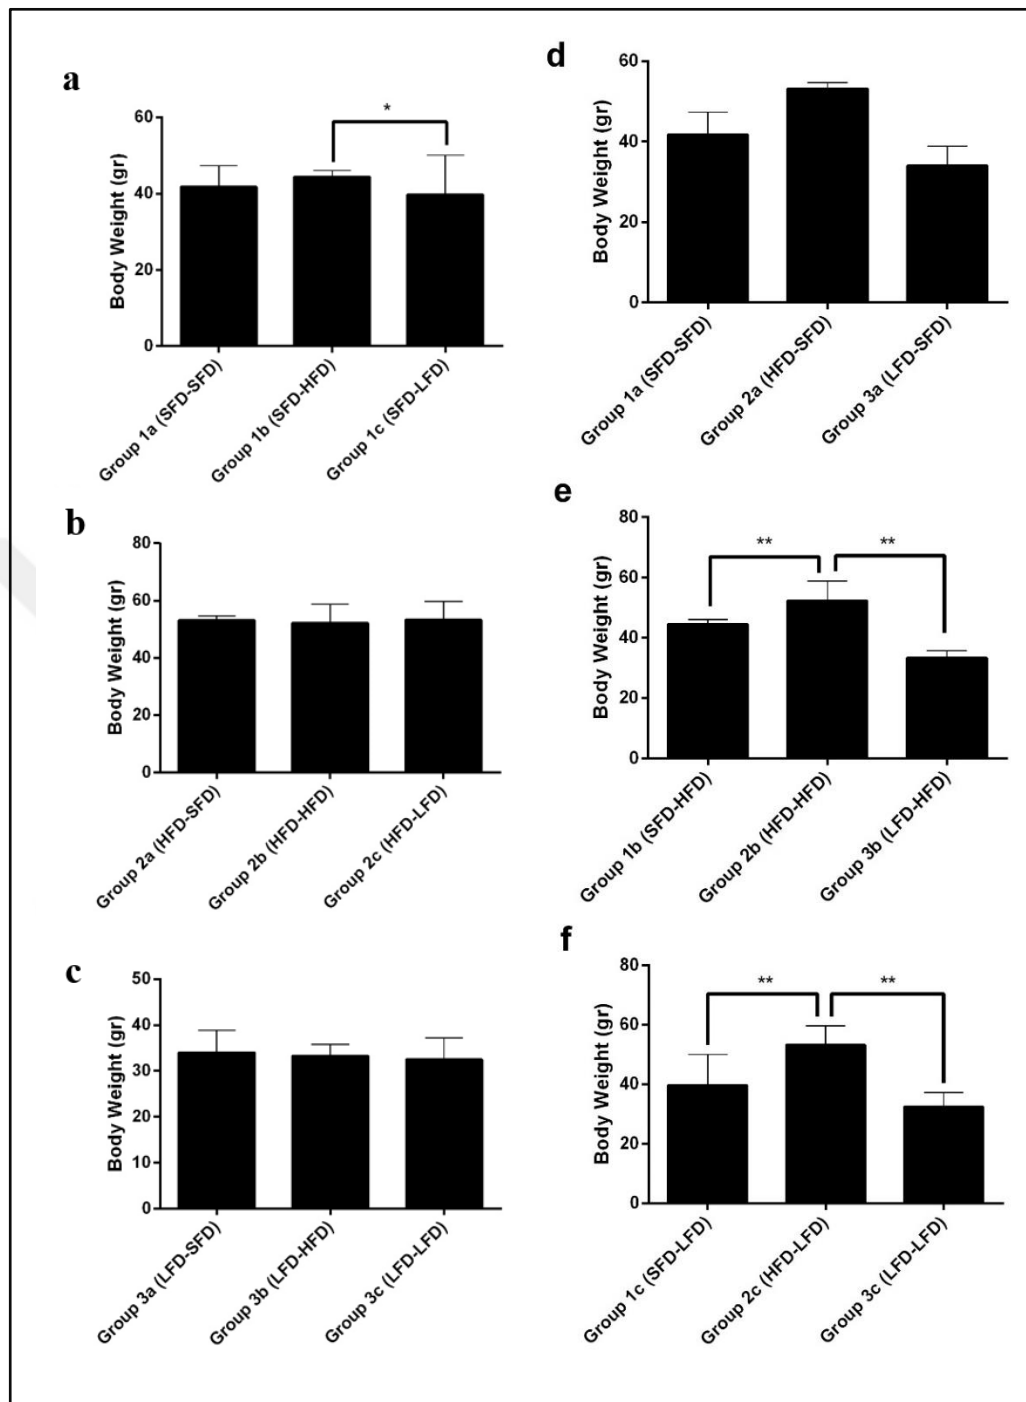 a
*
60
40
20
0
Body Weight (gr)
Group 1a (SFD-SFD)
Group 1b (SFD-HFD)
Group 1c (SFD-LFD)
b
80
60
40
20
0
Body Weight (gr)
Group 2a (HFD-SFD)
Group 2b (HFD-HFD)
Group 2c (HFD-LFD)
c
50
40
30
20
10
0
Body Weight (gr)
Group 3a (LFD-SFD)
Group 3b (LFD-HFD)
Group 3c (LFD-LFD)
d
60
40
20
0
Body Weight (gr)
Group 1a (SFD-SFD)
Group 2a (HFD-SFD)
Group 3a (LFD-SFD)
e
** **
80
60
40
20
0
Body Weight (gr)
Group 1b (SFD-HFD)
Group 2b (HFD-HFD)
Group 3b (LFD-HFD)
f
** **
80
60
40
20
0
Body Weight (gr)
Group 1c (SFD-LFD)
Group 2c (HFD-LFD)
Group 3c (LFD-LFD)